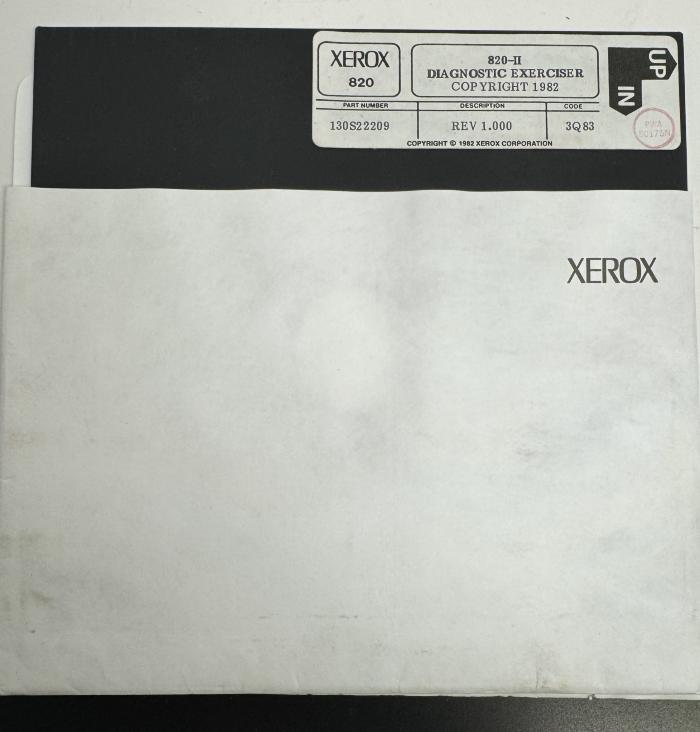 XEROX
820
820-II
DIAGNOSTIC EXERCISER
COPYRIGHT 1982
UP
IN
PART NUMBER DESCRIPTION CODE
130S22209 REV 1.000 3Q83
COPYRIGHT © 1982 XEROX CORPORATION
XEROX